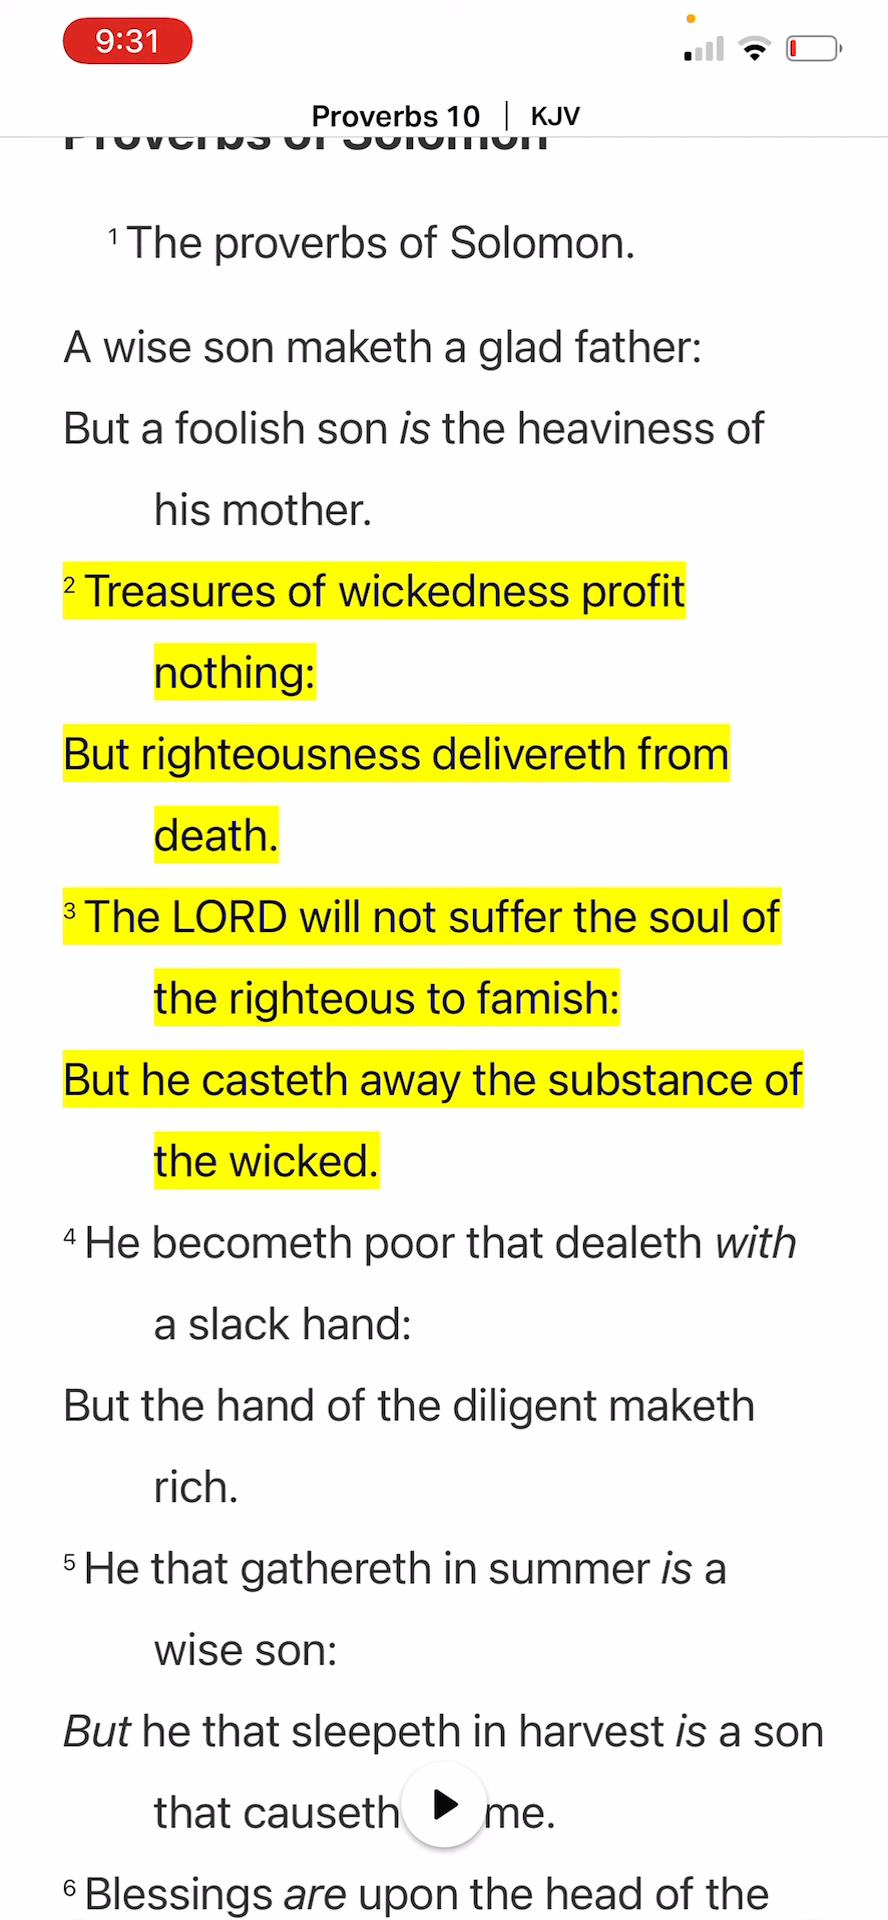 9:31
Proverbs 10 | KJV
Proverbs of Solomon
1 The proverbs of Solomon.
A wise son maketh a glad father:
But a foolish son is the heaviness of
his mother.
2 Treasures of wickedness profit
nothing:
But righteousness delivereth from
death.
3 The LORD will not suffer the soul of
the righteous to famish:
But he casteth away the substance of
the wicked.
4 He becometh poor that dealeth with
a slack hand:
But the hand of the diligent maketh
rich.
5 He that gathereth in summer is a
wise son:
But he that sleepeth in harvest is a son
that causeth me.
6 Blessings are upon the head of the